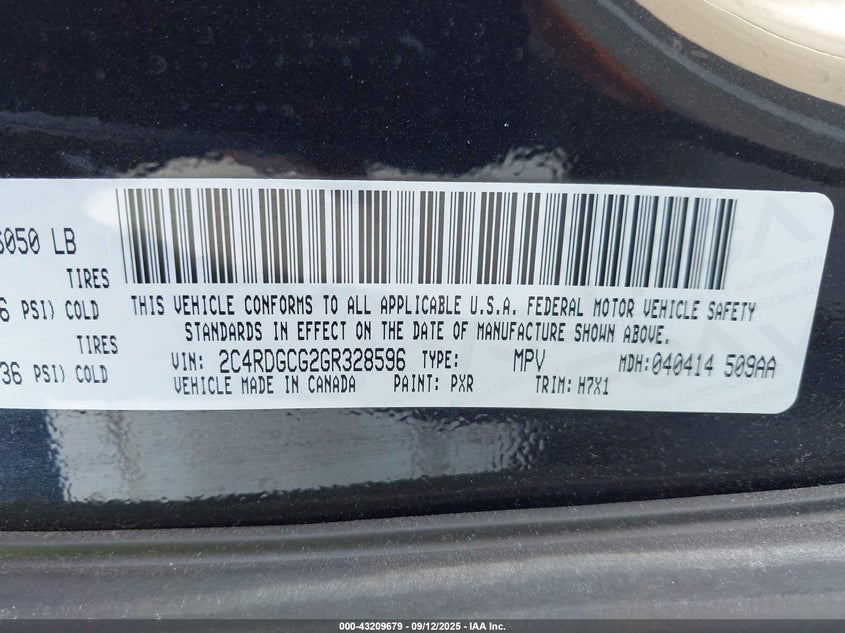 6050 LB
TIRES
6 PSI) COLD
TIRES
36 PSI) COLD
THIS VEHICLE CONFORMS TO ALL APPLICABLE U.S.A. FEDERAL MOTOR VEHICLE SAFETY
STANDARDS IN EFFECT ON THE DATE OF MANUFACTURE SHOWN ABOVE.
VIN: 2C4RDGCG2GR328596 TYPE: MPV MDH:040414 509AA
VEHICLE MADE IN CANADA PAINT: PXR TRIM: H7X1
000-43209679 - 09/12/2025 - IAA Inc.